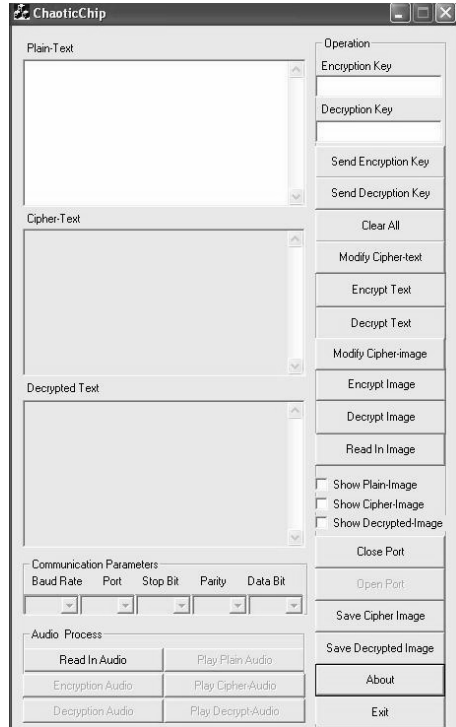 ChaoticChip
Plain-Text
Cipher-Text
Decrypted Text
Communication Parameters
Baud Rate Port Stop Bit Parity Data Bit
Audio Process
Read In Audio Play Plain Audio
Encryption Audio Play Cipher-Audio
Decryption Audio Play Decrypt-Audio
Operation
Encryption Key
Decryption Key
Send Encryption Key
Send Decryption Key
Clear All
Modify Cipher-text
Encrypt Text
Decrypt Text
Modify Cipher-image
Encrypt Image
Decrypt Image
Read In Image
Show Plain-Image
Show Cipher-Image
Show Decrypted-Image
Close Port
Open Port
Save Cipher Image
Save Decrypted Image
About
Exit